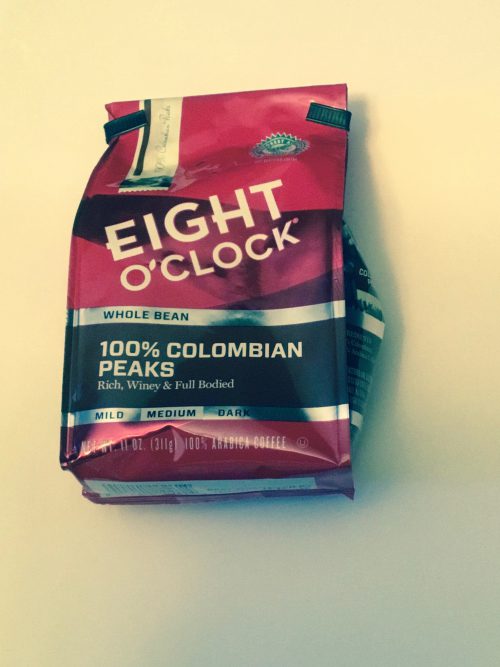 EIGHT
O'CLOCK®
WHOLE BEAN
100% COLOMBIAN
PEAKS
Rich, Winey & Full Bodied
MILD MEDIUM DARK
NET WT. 11 OZ. (311g) 100% ARABICA COFFEE